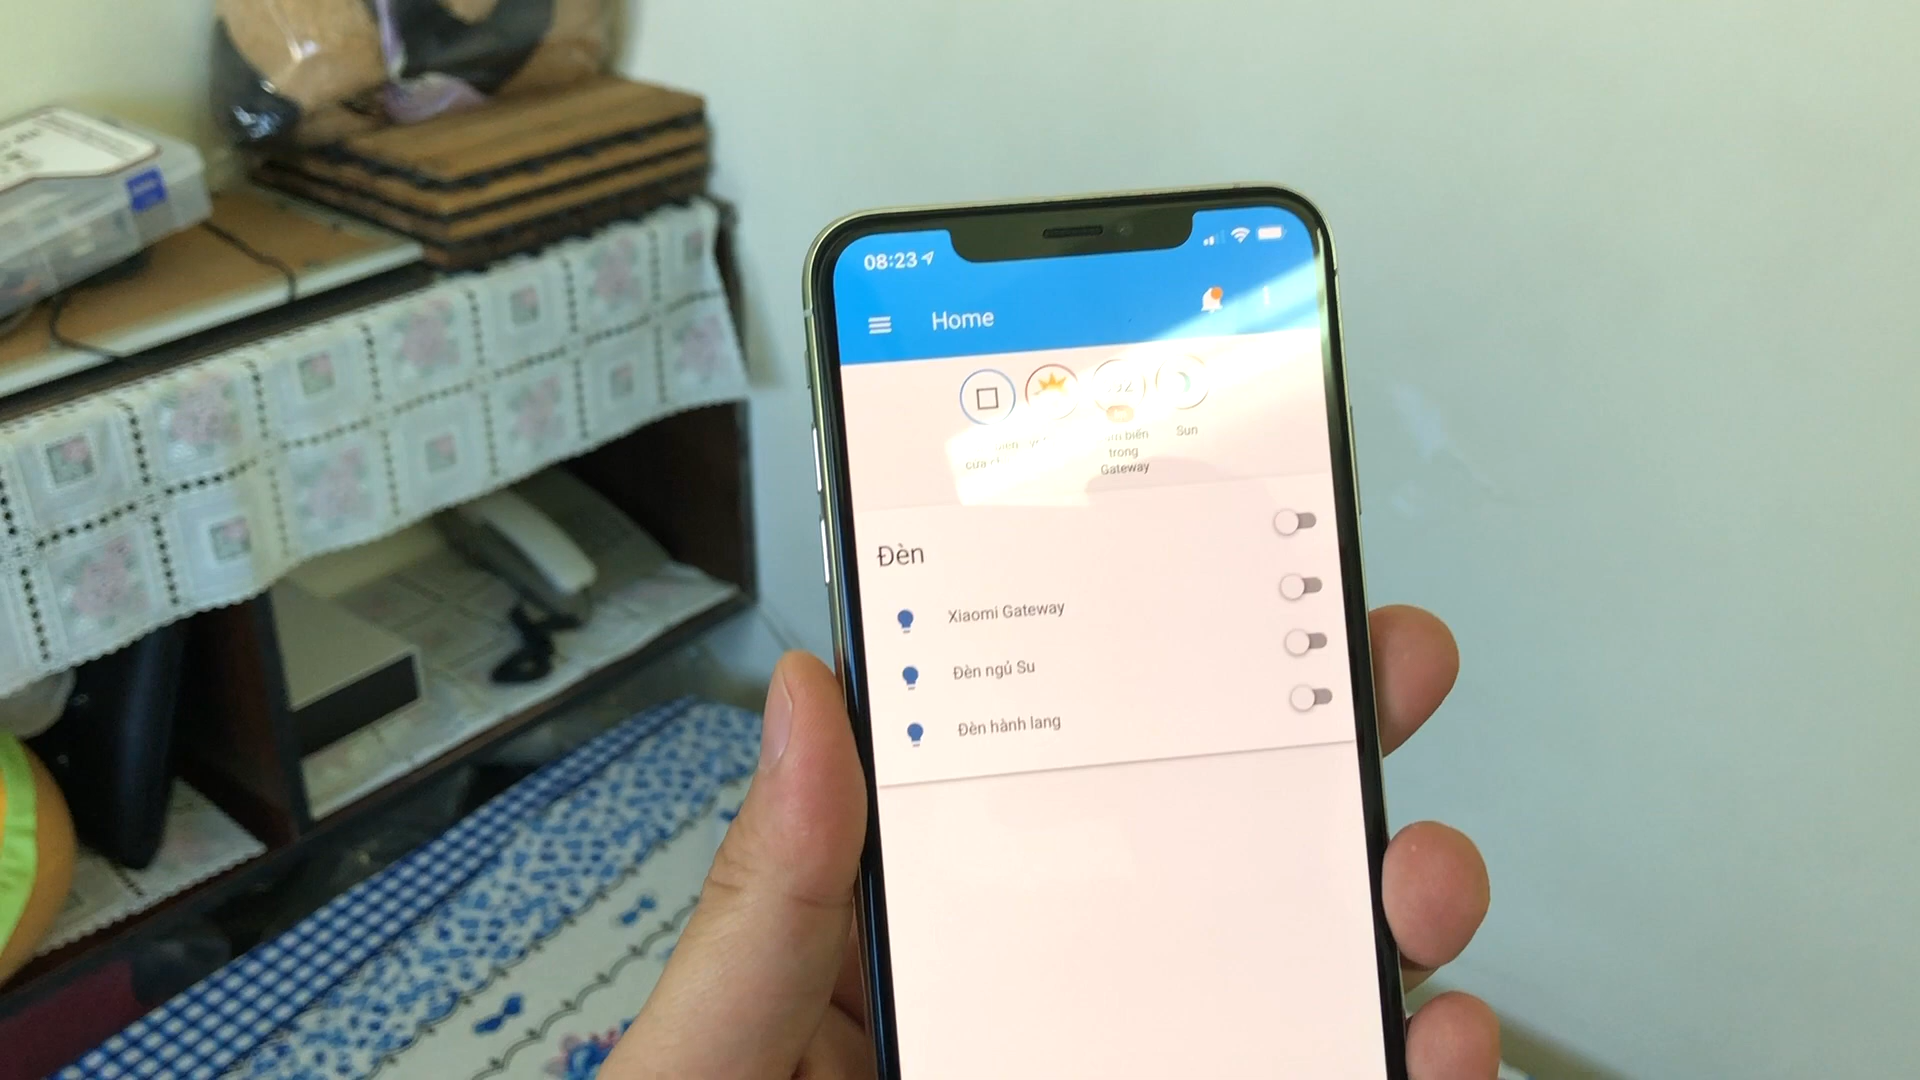 08:23
Home
Sun
trong
Gateway
Đèn
Xiaomi Gateway
Đèn ngủ Su
Đèn hành lang